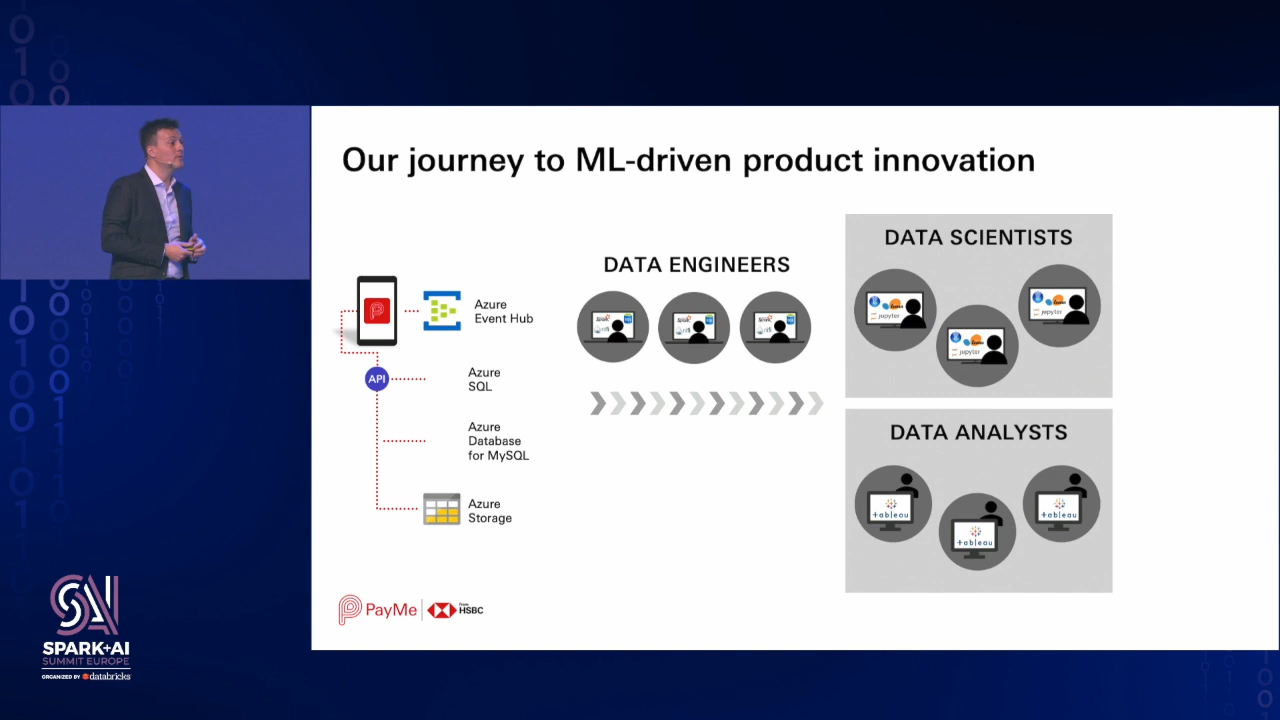 Our journey to ML-driven product innovation
DATA ENGINEERS
DATA SCIENTISTS
Azure
Event Hub
API
Azure
SQL
Azure
Database
for MySQL
Azure
Storage
jupyter
jupyter
jupyter
DATA ANALYSTS
+ableau
+ableau
+ableau
PayMe
From
HSBC
SPARK+AI
SUMMIT EUROPE
ORGANIZED BY databricks